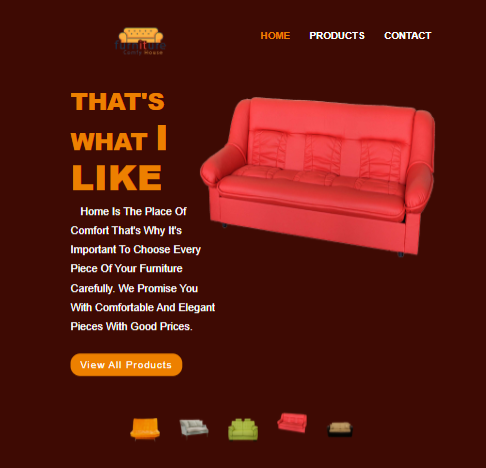 furniture
HOME PRODUCTS CONTACT
THAT'S
WHAT I
LIKE
Home Is The Place Of
Comfort That's Why It's
Important To Choose Every
Piece Of Your Furniture
Carefully. We Promise You
With Comfortable And Elegant
Pieces With Good Prices.
View All Products